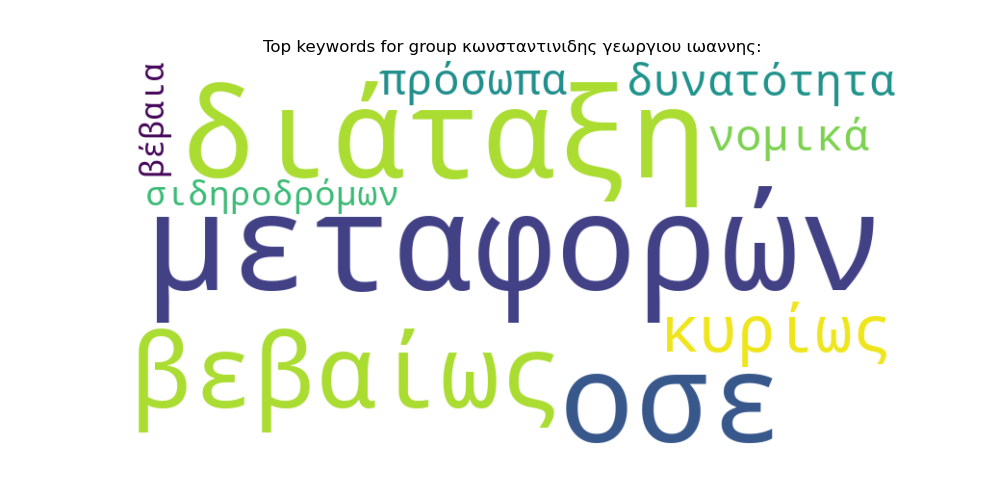 Top keywords for group κωνσταντινιδης γεωργιου ιωαννης:
βέβαια
πρόσωπα
δυνατότητα
διάταξη
νομικά
σιδηροδρόμων
μεταφορών
κυρίως
βεβαίως
οσε